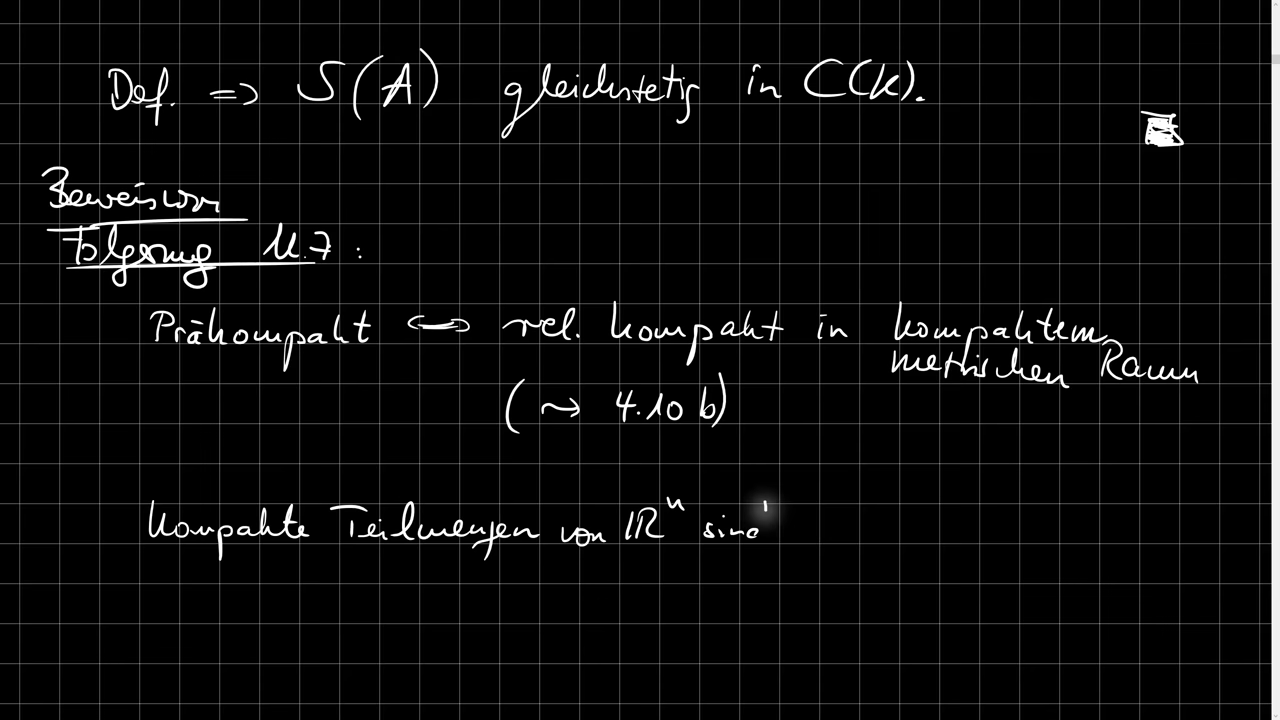 Def. => S(A) gleichstetig in C(K).
Beweis von
Folgerung 11.7 :
Präkompakt <=> rel. kompakt in kompaktem
metrischen Raum
(⇝ 4.10 b)
Kompakte Teilmengen von ℝⁿ sind